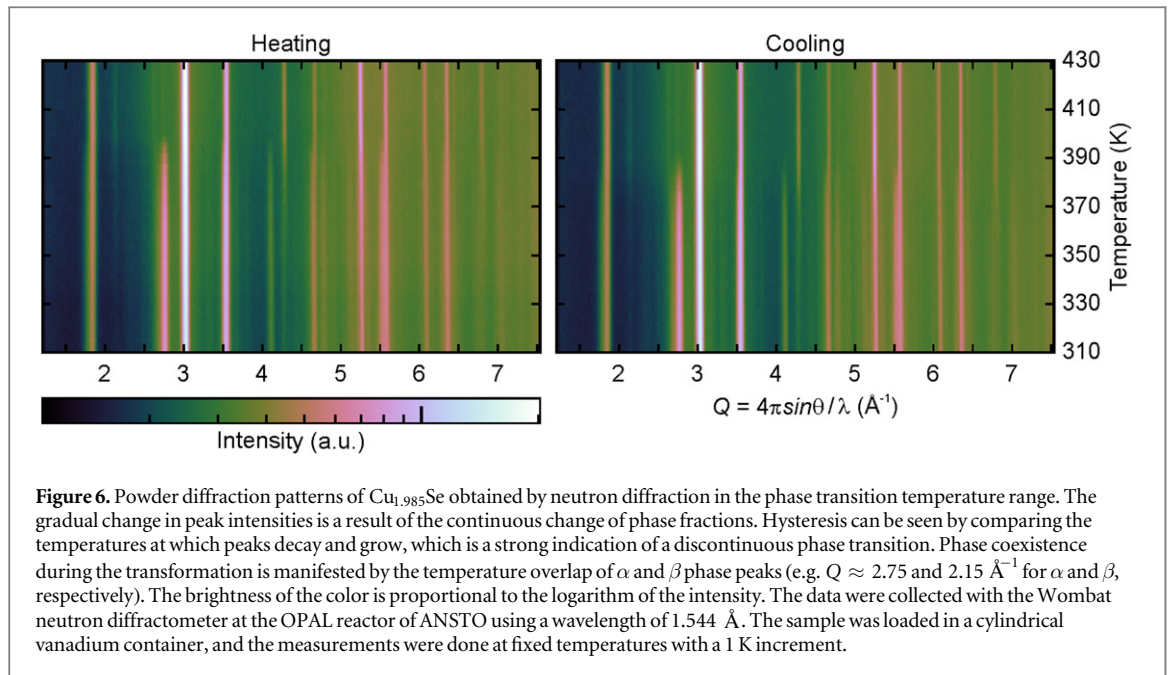 Heating
Cooling
430
410
390
370
350
330
310
Temperature (K)
2 3 4 5 6 7
2 3 4 5 6 7
Intensity (a.u.)
Q = 4πsinθ/λ (Å⁻¹)
Figure 6. Powder diffraction patterns of Cu₁.₉₈₅Se obtained by neutron diffraction in the phase transition temperature range. The
gradual change in peak intensities is a result of the continuous change of phase fractions. Hysteresis can be seen by comparing the
temperatures at which peaks decay and grow, which is a strong indication of a discontinuous phase transition. Phase coexistence
during the transformation is manifested by the temperature overlap of α and β phase peaks (e.g. Q ≈ 2.75 and 2.15 Å⁻¹ for α and β,
respectively). The brightness of the color is proportional to the logarithm of the intensity. The data were collected with the Wombat
neutron diffractometer at the OPAL reactor of ANSTO using a wavelength of 1.544 Å. The sample was loaded in a cylindrical
vanadium container, and the measurements were done at fixed temperatures with a 1 K increment.